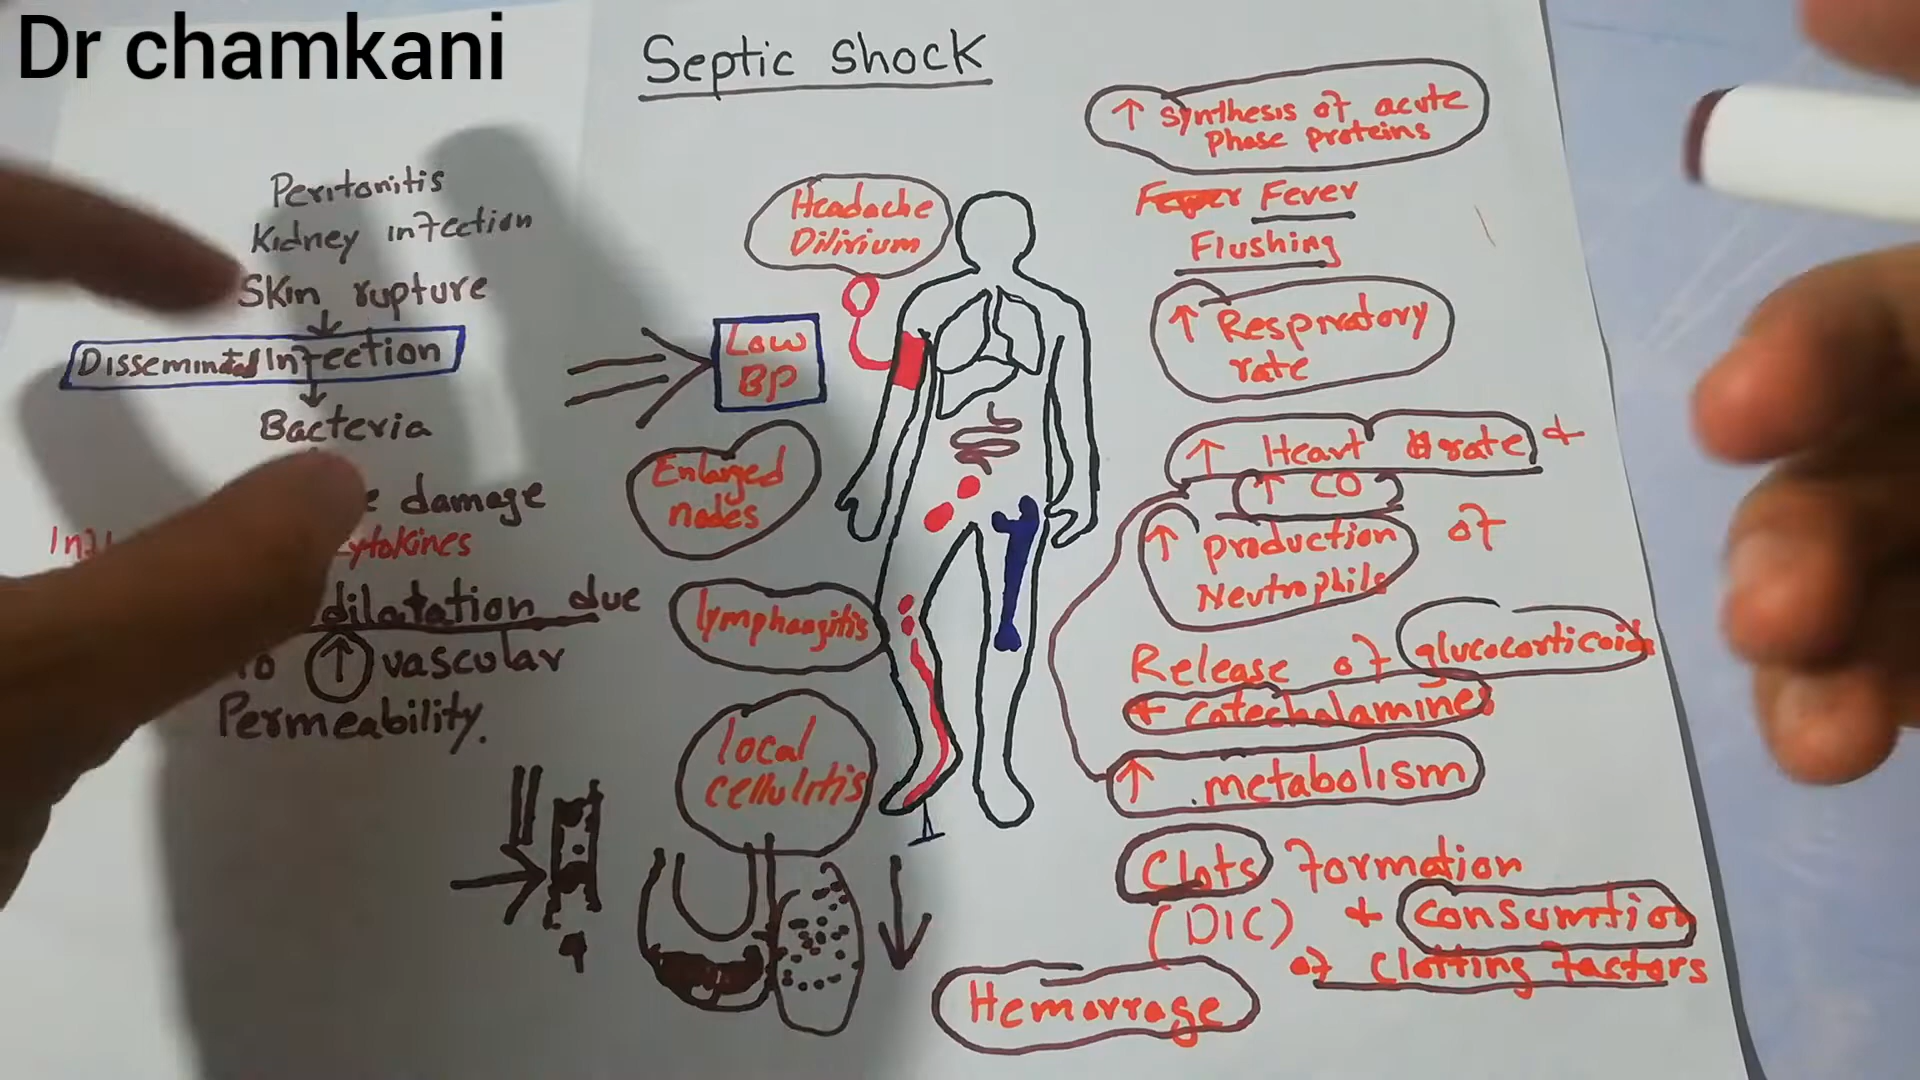 Dr chamkani
Septic shock
Peritonitis
Kidney infection
Skin rupture
Infection
Bacteria
damage
cytokines
dilatation due
to ↑ vascular
Permeability.
Headache
Dilirium
Low
BP
Enlarged
nodes
lymphangitis
local
cellulitis
↑ synthesis of acute
Phase proteins
Fever
Flushing
↑ Respiratory
rate
↑ Heart rate +
↑ CO
↑ production of
Neutrophils
Release of glucocorticoids
+ catecholamines
↑ metabolism
Clots formation
(DIC) + consumtion
of Clotting factors
Hemorrage